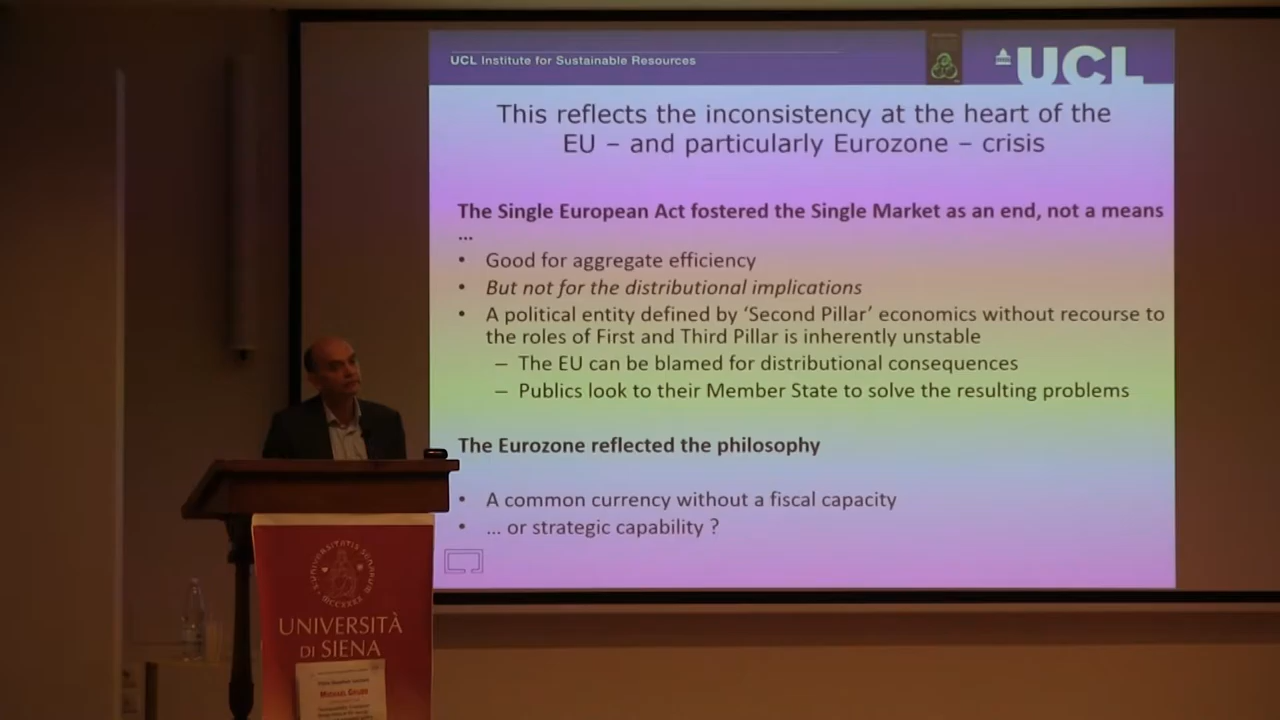 UCL Institute for Sustainable Resources
UCL
This reflects the inconsistency at the heart of the
EU – and particularly Eurozone – crisis
The Single European Act fostered the Single Market as an end, not a means
...
• Good for aggregate efficiency
• But not for the distributional implications
• A political entity defined by ‘Second Pillar’ economics without recourse to
the roles of First and Third Pillar is inherently unstable
– The EU can be blamed for distributional consequences
– Publics look to their Member State to solve the resulting problems
The Eurozone reflected the philosophy
• A common currency without a fiscal capacity
• ... or strategic capability ?
UNIVERSITÀ
DI SIENA
MICHAEL GRUBB